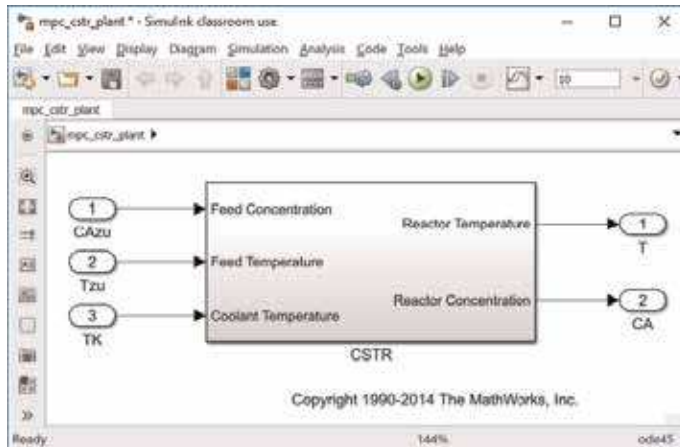 mpc_cstr_plant * - Simulink classroom use
File Edit View Display Diagram Simulation Analysis Code Tools Help
10
mpc_cstr_plant
mpc_cstr_plant
1
CAzu
Feed Concentration
Reactor Temperature
1
T
2
Tzu
Feed Temperature
3
TK
Coolant Temperature
Reactor Concentration
2
CA
CSTR
Copyright 1990-2014 The MathWorks, Inc.
Ready
144%
ode45